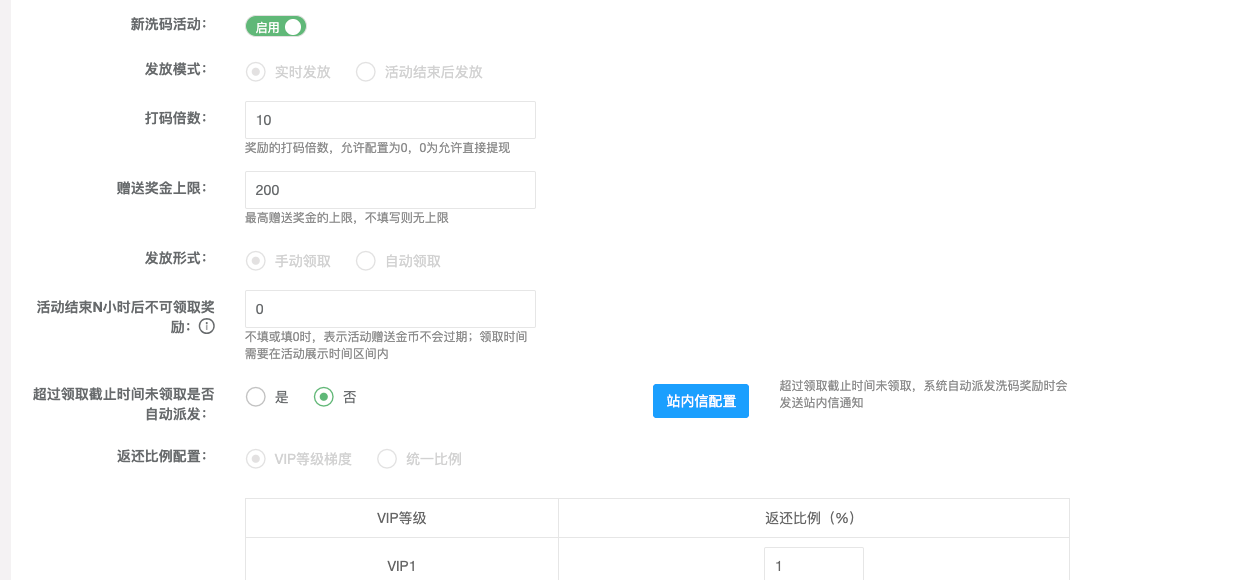 新洗码活动：
启用
发放模式：
实时发放 活动结束后发放
打码倍数：
10
奖励的打码倍数，允许配置为0，0为允许直接提现
赠送奖金上限：
200
最高赠送奖金的上限，不填写则无上限
发放形式：
手动领取 自动领取
活动结束N小时后不可领取奖
励：
0
不填或填0时，表示活动赠送金币不会过期；领取时间
需要在活动展示时间区间内
超过领取截止时间未领取是否
自动派发：
是 否
站内信配置
超过领取截止时间未领取，系统自动派发洗码奖励时会
发送站内信通知
返还比例配置：
VIP等级梯度 统一比例
VIP等级 返还比例（%）
VIP1 1